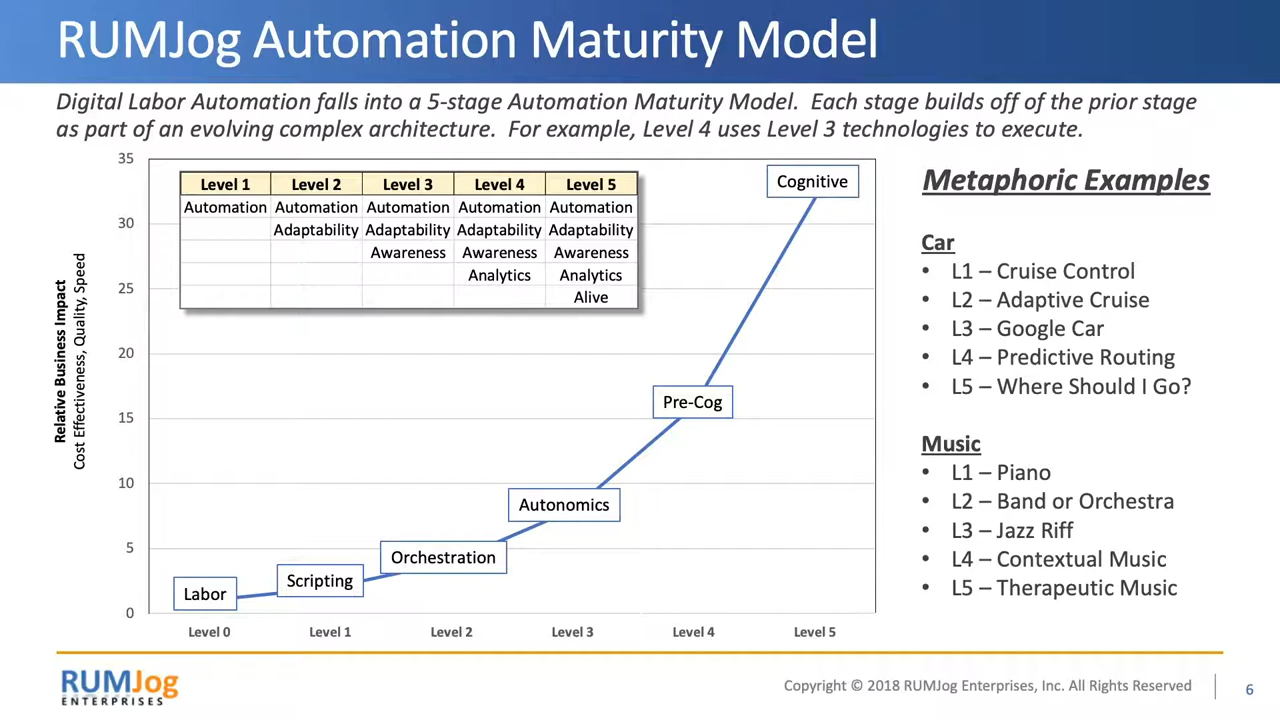 RUMJog Automation Maturity Model
Digital Labor Automation falls into a 5-stage Automation Maturity Model.  Each stage builds off of the prior stage
as part of an evolving complex architecture.  For example, Level 4 uses Level 3 technologies to execute.
Relative Business Impact
Cost Effectiveness, Quality, Speed
35
30
25
20
15
10
5
0
Level 1 Level 2 Level 3 Level 4 Level 5
Automation Automation Automation Automation Automation
Adaptability Adaptability Adaptability Adaptability
Awareness Awareness Awareness
Analytics Analytics
Alive
Cognitive
Pre-Cog
Autonomics
Orchestration
Scripting
Labor
Level 0 Level 1 Level 2 Level 3 Level 4 Level 5
Metaphoric Examples
Car
• L1 – Cruise Control
• L2 – Adaptive Cruise
• L3 – Google Car
• L4 – Predictive Routing
• L5 – Where Should I Go?
Music
• L1 – Piano
• L2 – Band or Orchestra
• L3 – Jazz Riff
• L4 – Contextual Music
• L5 – Therapeutic Music
RUMJog
ENTERPRISES
Copyright © 2018 RUMJog Enterprises, Inc. All Rights Reserved
6